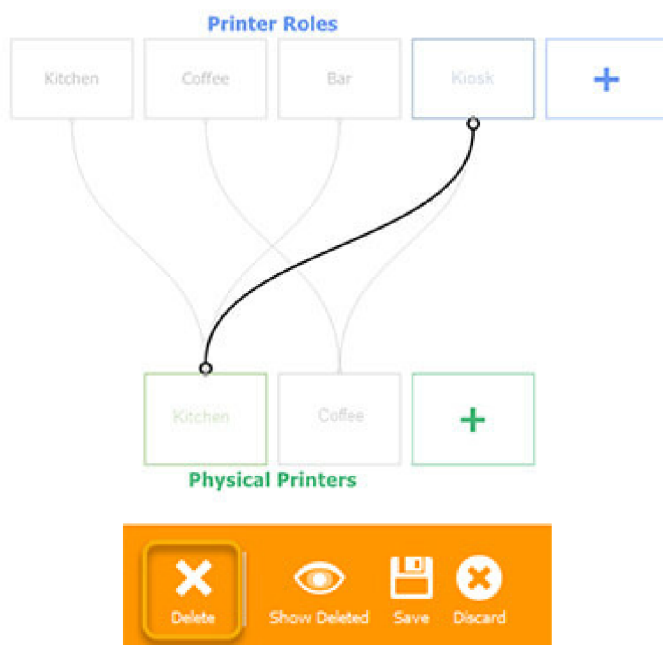 Printer Roles
Kitchen Coffee Bar Kiosk +
Kitchen Coffee +
Physical Printers
Delete Show Deleted Save Discard